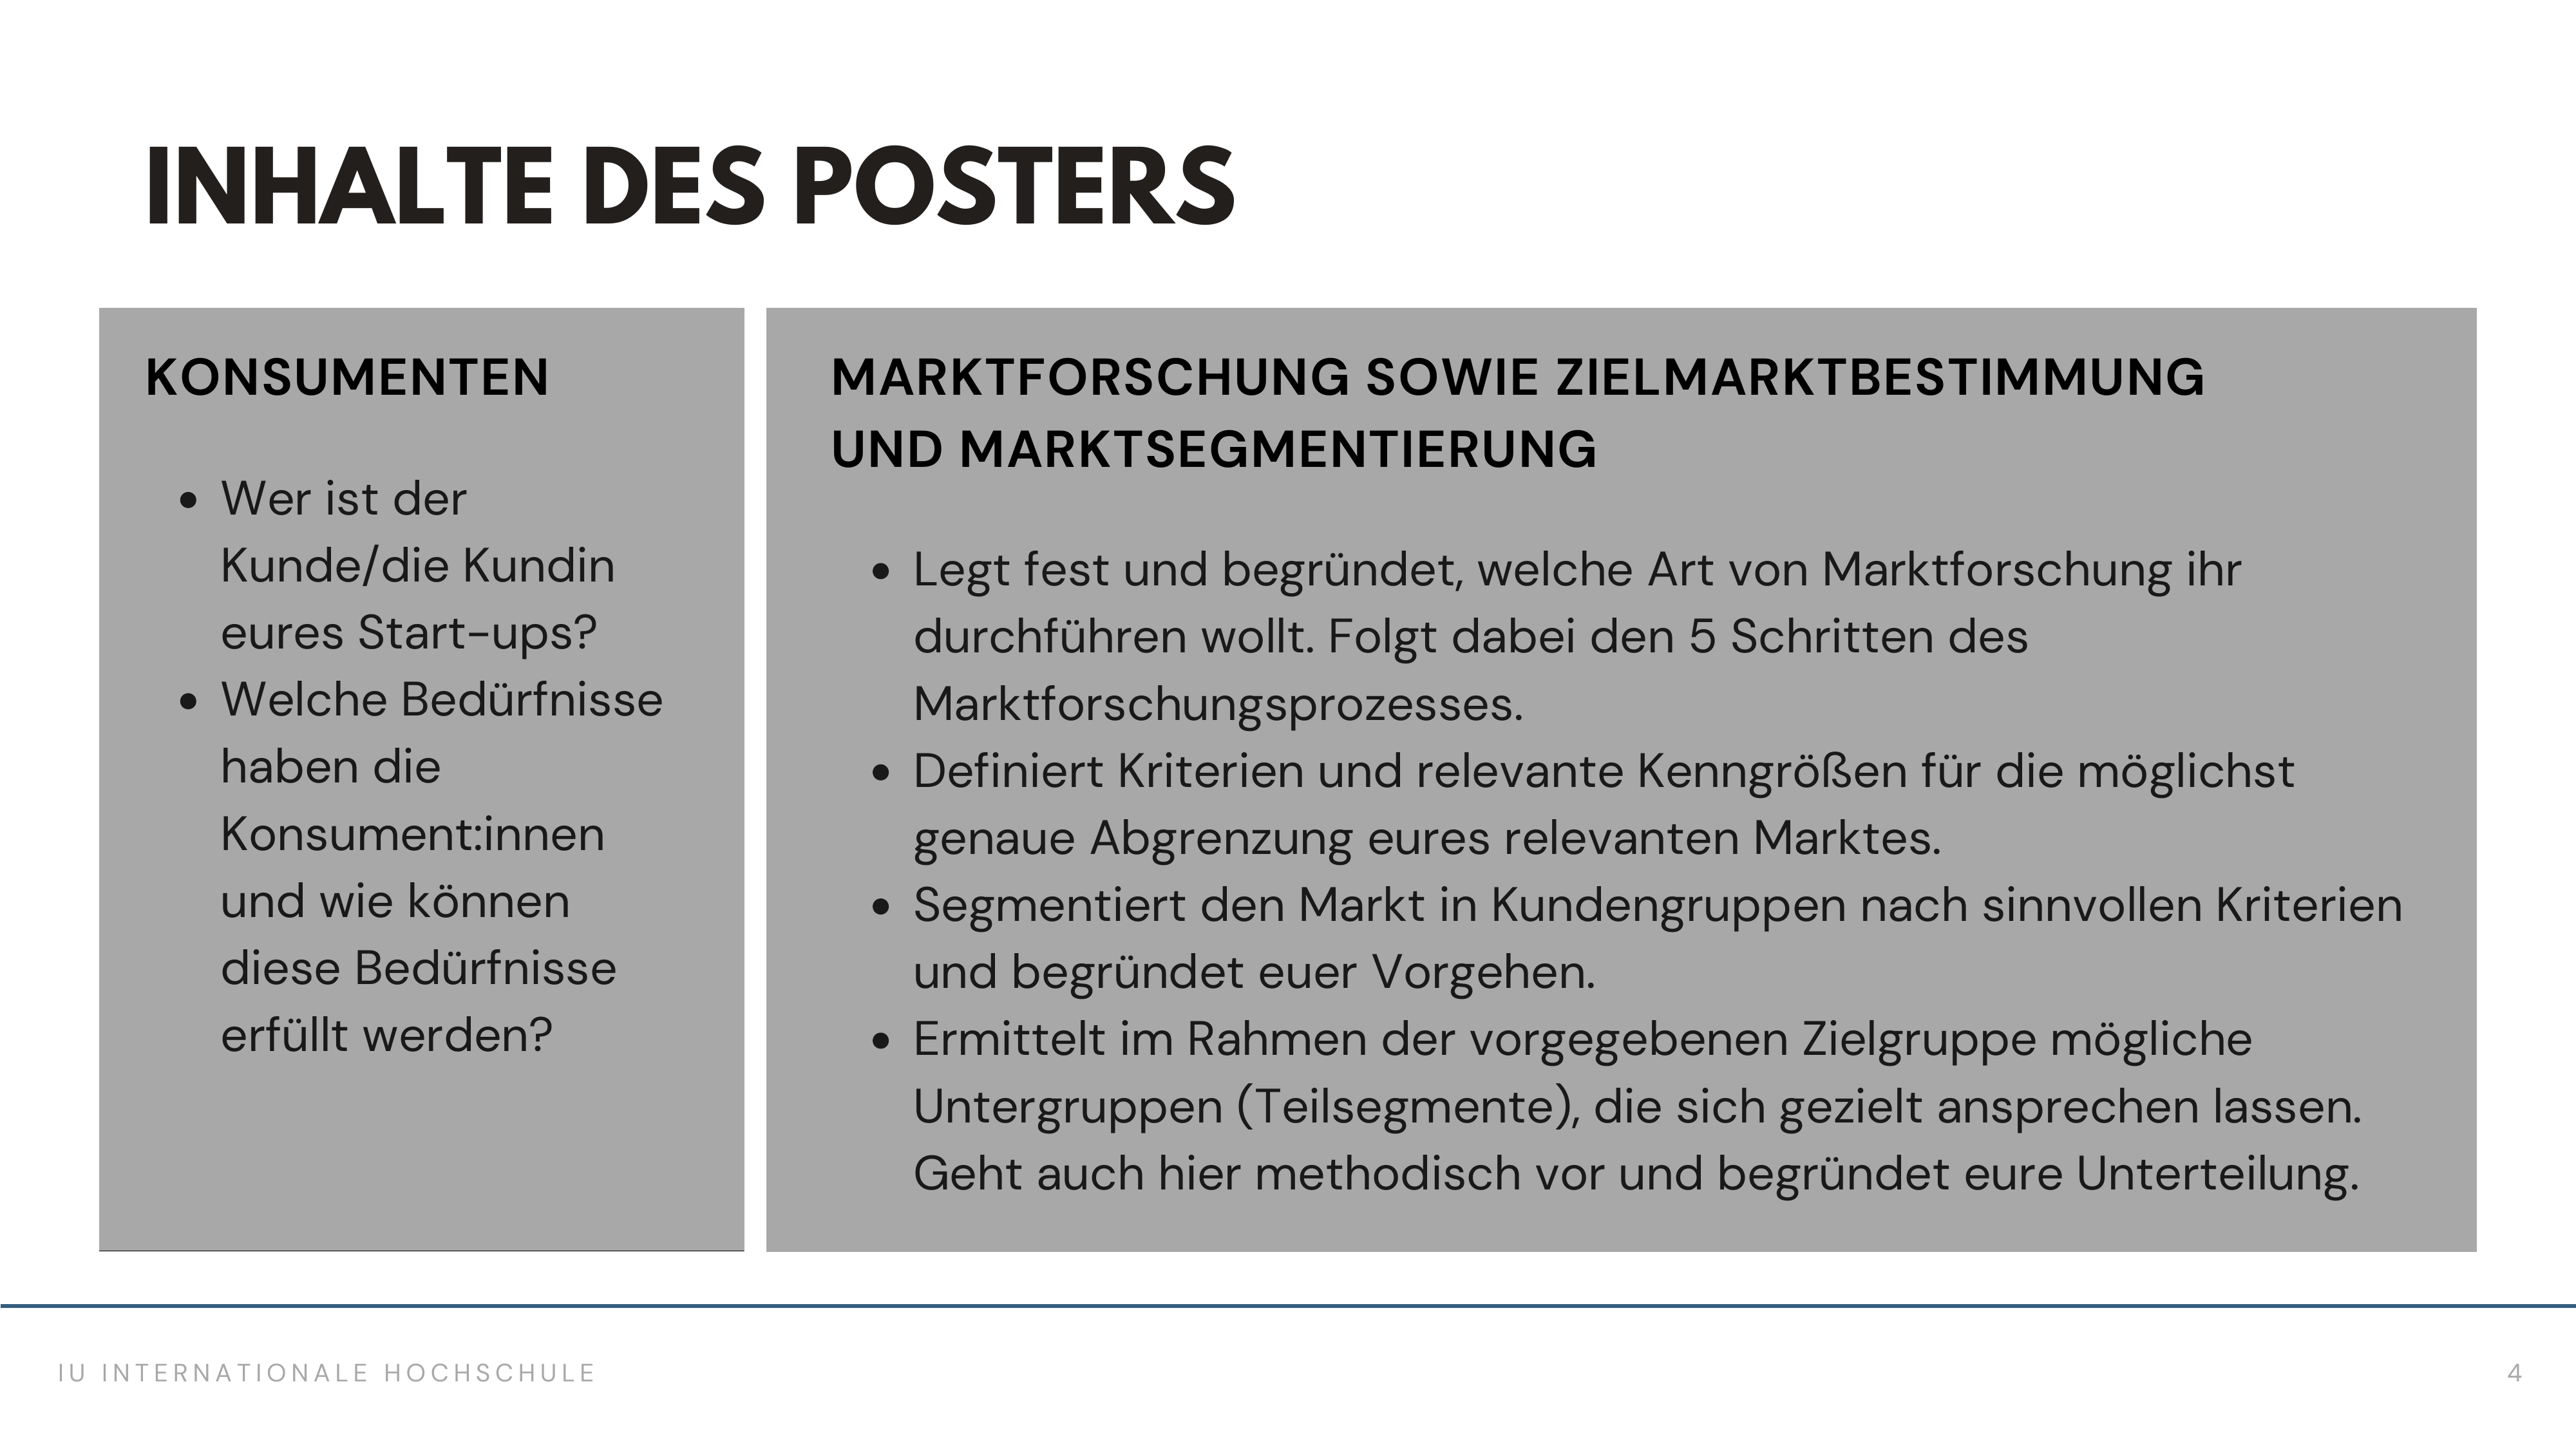 INHALTE DES POSTERS
KONSUMENTEN
• Wer ist der
Kunde/die Kundin
eures Start-ups?
• Welche Bedürfnisse
haben die
Konsument:innen
und wie können
diese Bedürfnisse
erfüllt werden?
MARKTFORSCHUNG SOWIE ZIELMARKTBESTIMMUNG
UND MARKTSEGMENTIERUNG
• Legt fest und begründet, welche Art von Marktforschung ihr
durchführen wollt. Folgt dabei den 5 Schritten des
Marktforschungsprozesses.
• Definiert Kriterien und relevante Kenngrößen für die möglichst
genaue Abgrenzung eures relevanten Marktes.
• Segmentiert den Markt in Kundengruppen nach sinnvollen Kriterien
und begründet euer Vorgehen.
• Ermittelt im Rahmen der vorgegebenen Zielgruppe mögliche
Untergruppen (Teilsegmente), die sich gezielt ansprechen lassen.
Geht auch hier methodisch vor und begründet eure Unterteilung.
IU INTERNATIONALE HOCHSCHULE
4